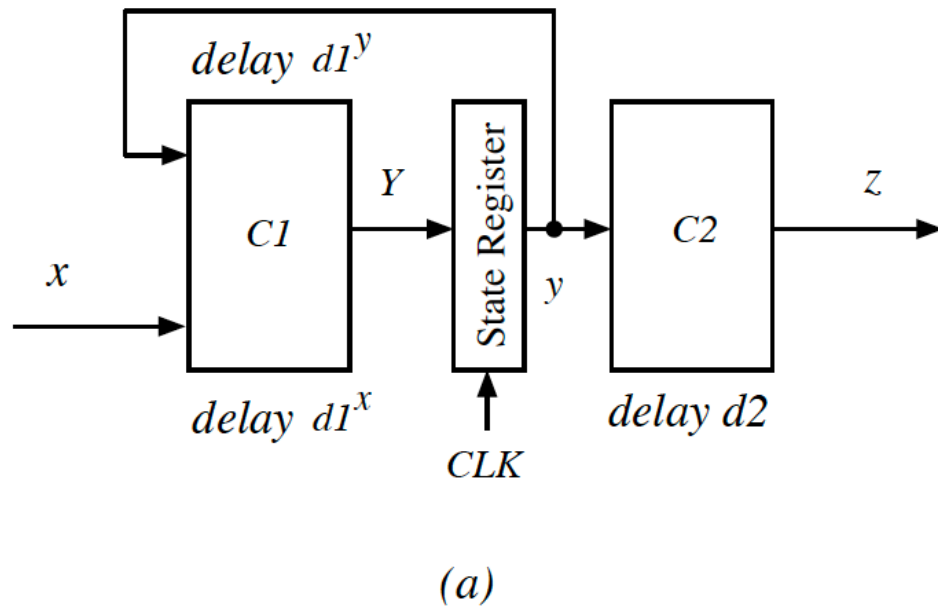 delay d1^y
State Register
Y
z
C1
C2
x
y
delay d1^x
delay d2
CLK
(a)